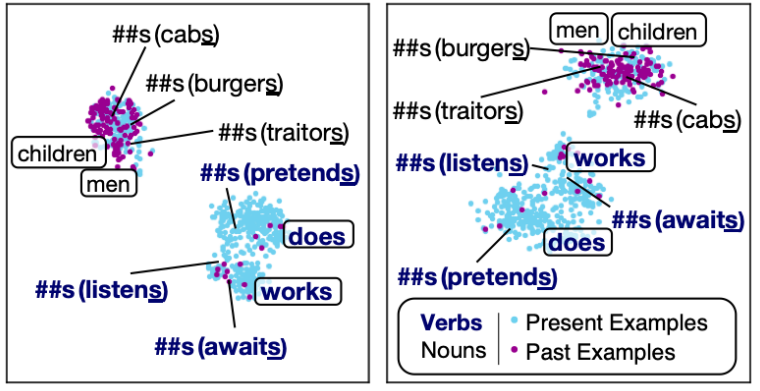 ##s (cabs)
##s (burgers)
##s (traitors)
children
men
##s (pretends)
does
##s (listens)
works
##s (awaits)
men
children
##s (burgers)
##s (traitors)
##s (cabs)
##s (listens)
works
##s (awaits)
does
##s (pretends)
Verbs
Present Examples
Nouns
Past Examples